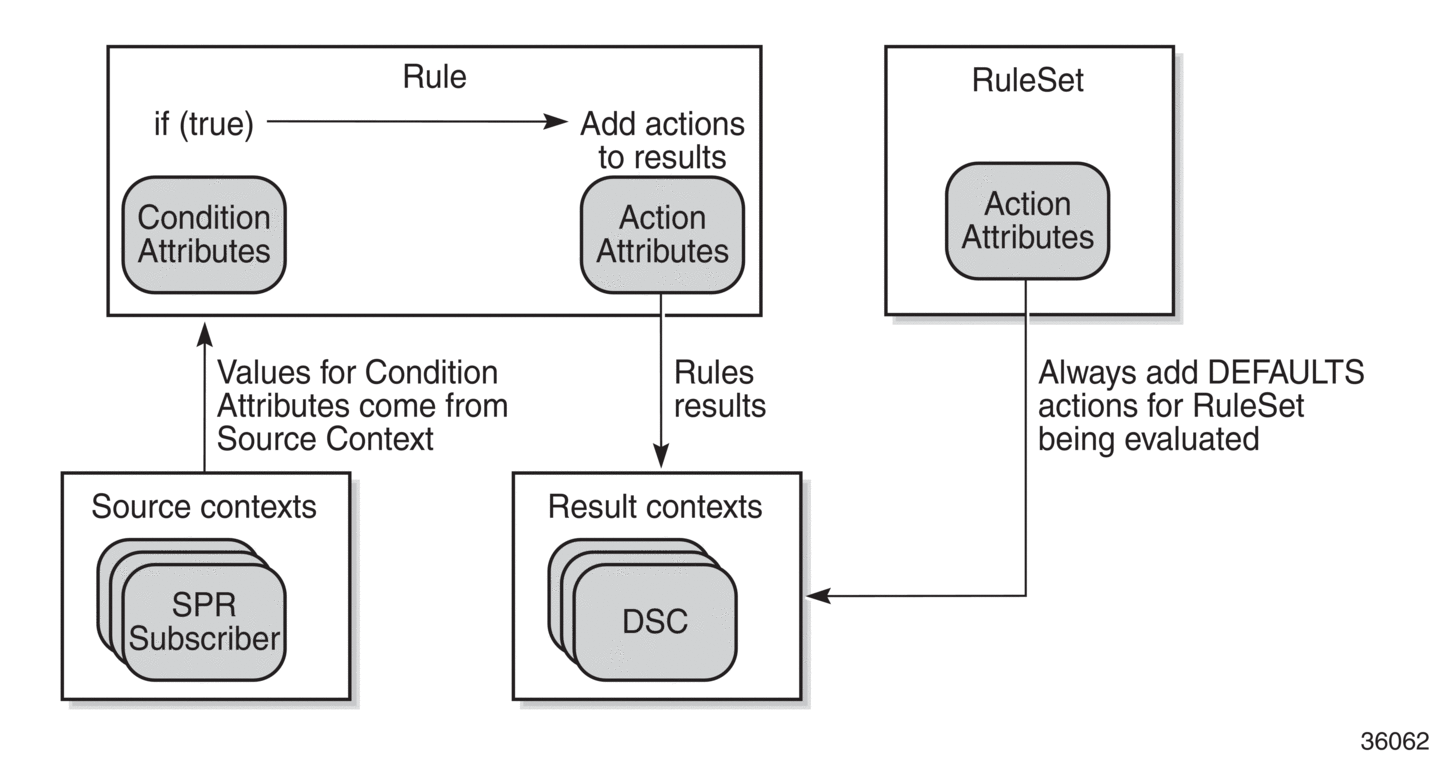 Rule
if (true)
Add actions
to results
Condition
Attributes
Action
Attributes
RuleSet
Action
Attributes
Values for Condition
Attributes come from
Source Context
Rules
results
Always add DEFAULTS
actions for RuleSet
being evaluated
Source contexts
SPR
Subscriber
Result contexts
DSC
36062